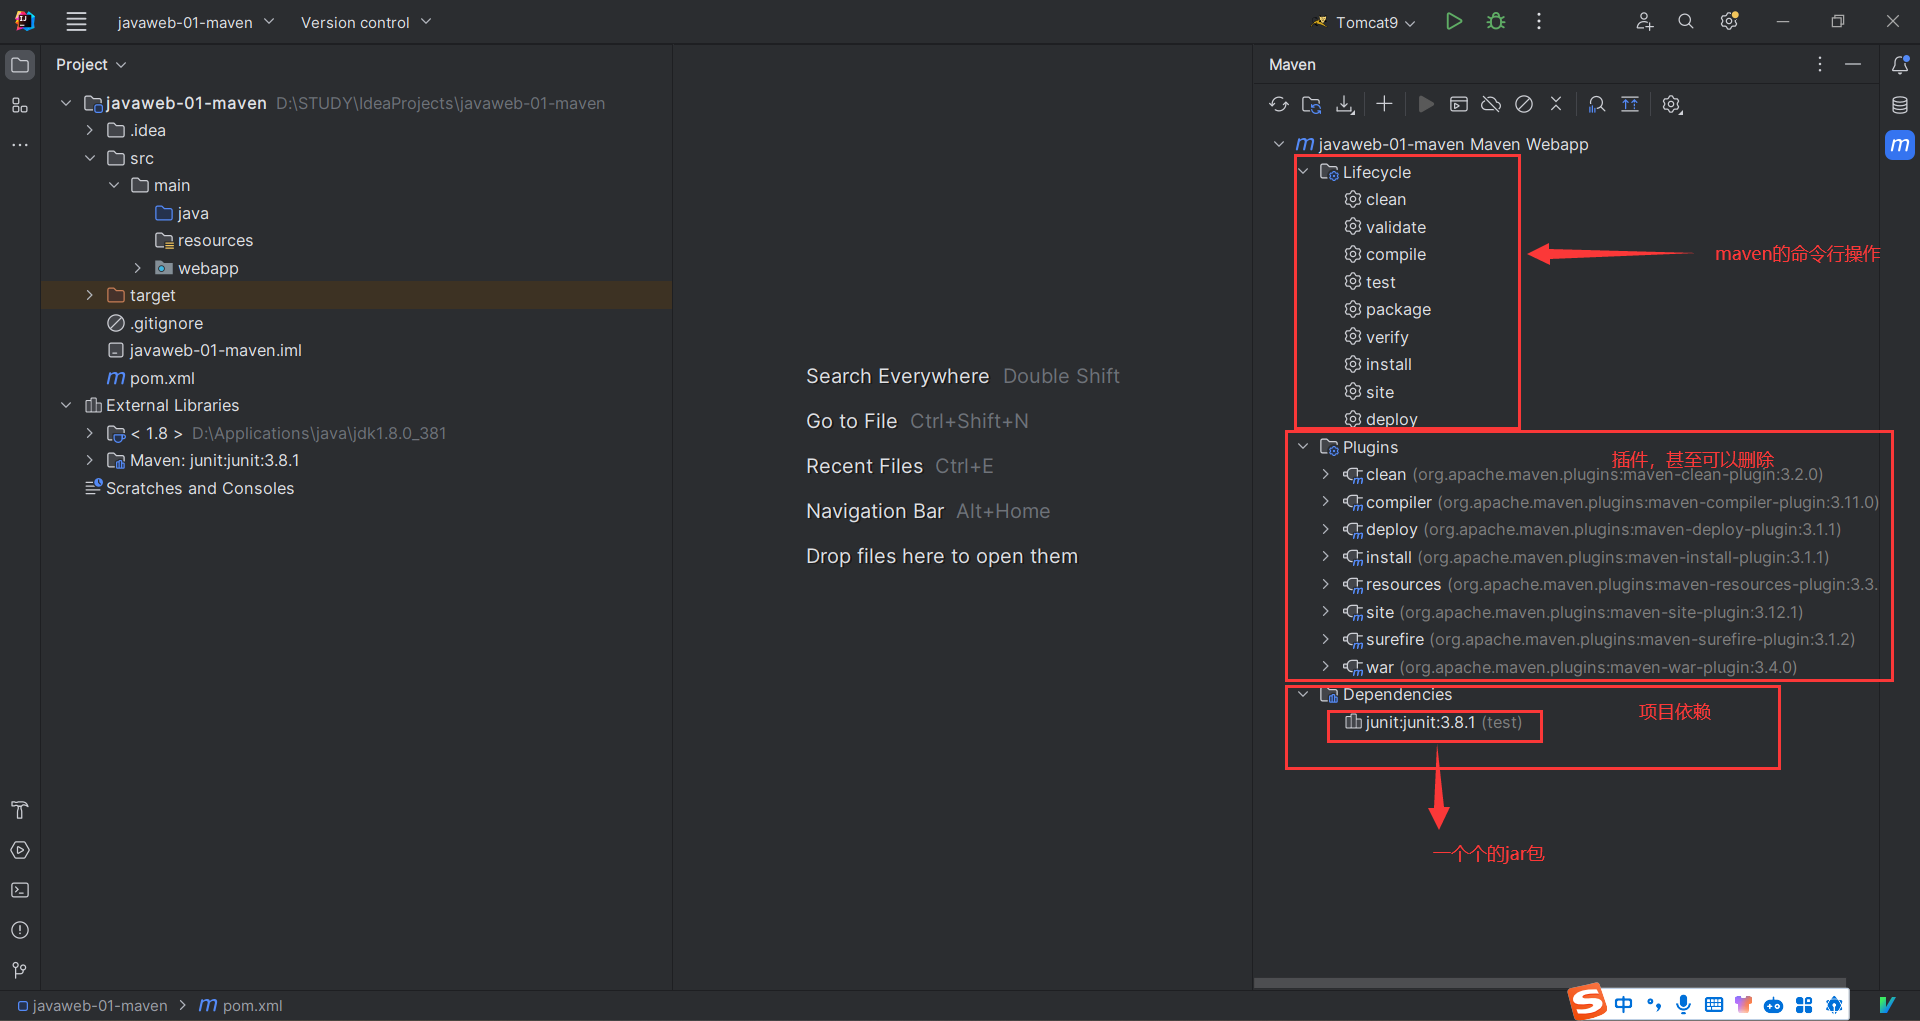 javaweb-01-maven
Version control
Tomcat9
Project
javaweb-01-maven D:\STUDY\IdeaProjects\javaweb-01-maven
.idea
src
main
java
resources
webapp
target
.gitignore
javaweb-01-maven.iml
m pom.xml
External Libraries
< 1.8 > D:\Applications\java\jdk1.8.0_381
Maven: junit:junit:3.8.1
Scratches and Consoles
Search Everywhere Double Shift
Go to File Ctrl+Shift+N
Recent Files Ctrl+E
Navigation Bar Alt+Home
Drop files here to open them
Maven
m javaweb-01-maven Maven Webapp
Lifecycle
clean
validate
compile
test
package
verify
install
site
deploy
maven的命令行操作
Plugins
插件，甚至可以删除
clean (org.apache.maven.plugins:maven-clean-plugin:3.2.0)
compiler (org.apache.maven.plugins:maven-compiler-plugin:3.11.0)
deploy (org.apache.maven.plugins:maven-deploy-plugin:3.1.1)
install (org.apache.maven.plugins:maven-install-plugin:3.1.1)
resources (org.apache.maven.plugins:maven-resources-plugin:3.3.
site (org.apache.maven.plugins:maven-site-plugin:3.12.1)
surefire (org.apache.maven.plugins:maven-surefire-plugin:3.1.2)
war (org.apache.maven.plugins:maven-war-plugin:3.4.0)
Dependencies
项目依赖
junit:junit:3.8.1 (test)
一个个的jar包
m
javaweb-01-maven > m pom.xml
S 中